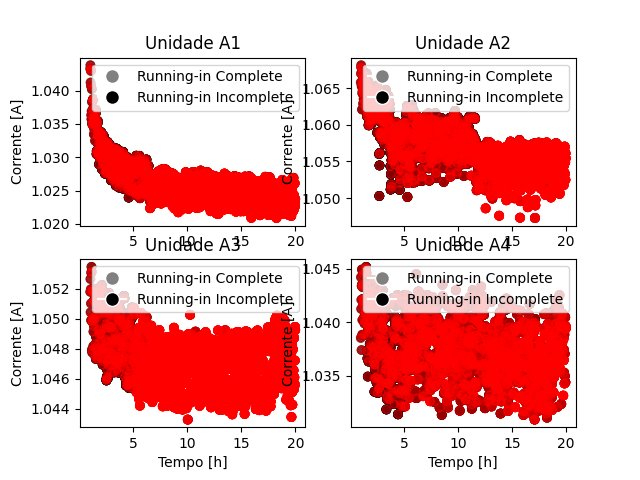 Unidade A1
Corrente [A]
1.040
1.035
1.030
1.025
1.020
5
10
15
20
Running-in Complete
Running-in Incomplete
Unidade A2
Corrente [A]
1.065
1.060
1.055
1.050
5
10
15
20
Running-in Complete
Running-in Incomplete
Unidade A3
Corrente [A]
1.052
1.050
1.048
1.046
1.044
5
10
15
20
Tempo [h]
Running-in Complete
Running-in Incomplete
Unidade A4
Corrente [A]
1.045
1.040
1.035
5
10
15
20
Tempo [h]
Running-in Complete
Running-in Incomplete